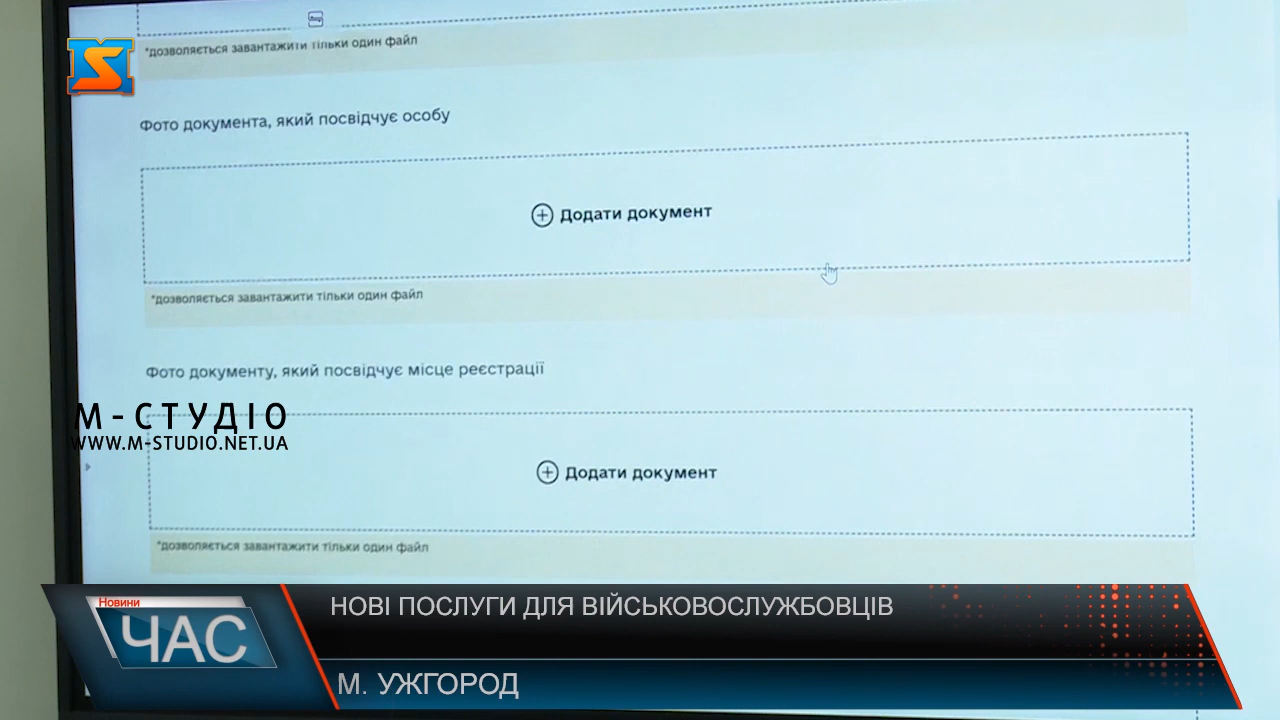 *дозволяється завантажити тільки один файл
Фото документа, який посвідчує особу
Додати документ
*дозволяється завантажити тільки один файл
Фото документу, який посвідчує місце реєстрації
М-СТУДІО
WWW.M-STUDIO.NET.UA
Додати документ
*дозволяється завантажити тільки один файл
Новини
ЧАС
НОВІ ПОСЛУГИ ДЛЯ ВІЙСЬКОВОСЛУЖБОВЦІВ
М. УЖГОРОД